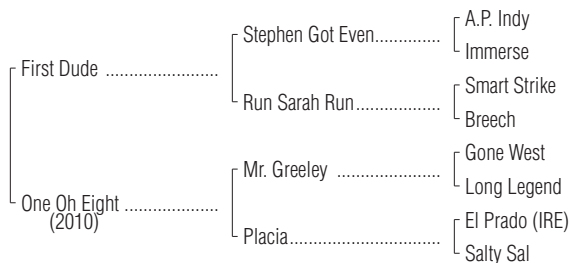 A.P. Indy
Stephen Got Even..............
Immerse
First Dude ........................
Smart Strike
Run Sarah Run..................
Breech
Gone West
Mr. Greeley ......................
Long Legend
One Oh Eight ....................
(2010)
El Prado (IRE)
Placia................................
Salty Sal